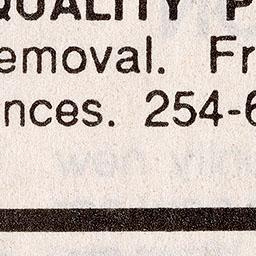 QUALITY P
emoval. Fr
nces. 254-6